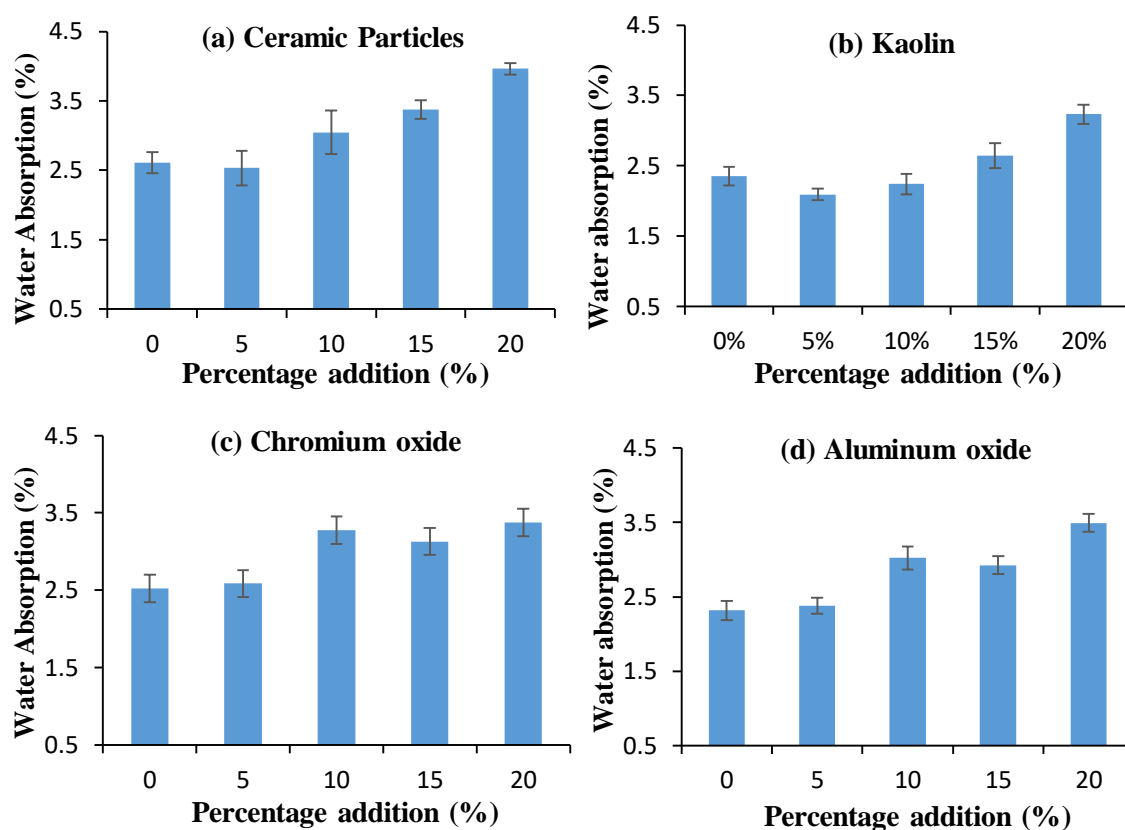 (a) Ceramic Particles
Water Absorption (%)
4.5
3.5
2.5
1.5
0.5
0 5 10 15 20
Percentage addition (%)
(b) Kaolin
Water absorption (%)
4.5
3.5
2.5
1.5
0.5
0% 5% 10% 15% 20%
Percentage addition (%)
(c) Chromium oxide
Water Absorption (%)
4.5
3.5
2.5
1.5
0.5
0 5 10 15 20
Percentage addition (%)
(d) Aluminum oxide
Water absorption (%)
4.5
3.5
2.5
1.5
0.5
0 5 10 15 20
Percentage addition (%)